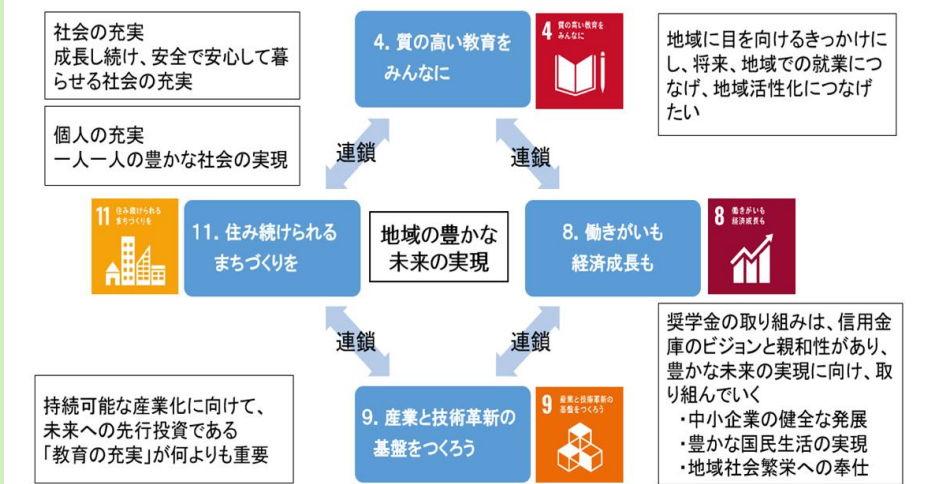 社会の充実
成長し続け、安全で安心して暮
らせる社会の充実
4. 質の高い教育を
みんなに
4 質の高い教育を
みんなに
地域に目を向けるきっかけに
し、将来、地域での就業につ
なげ、地域活性化につなげ
たい
個人の充実
一人一人の豊かな社会の実現
連鎖
連鎖
11 住み続けられる
まちづくりを
11. 住み続けられる
まちづくりを
地域の豊かな
未来の実現
8. 働きがいも
経済成長も
8 働きがいも
経済成長も
連鎖
連鎖
奨学金の取り組みは、信用金
庫のビジョンと親和性があり、
豊かな未来の実現に向け、取
り組んでいく
・中小企業の健全な発展
・豊かな国民生活の実現
・地域社会繁栄への奉仕
持続可能な産業化に向けて、
未来への先行投資である
「教育の充実」が何よりも重要
9. 産業と技術革新の
基盤をつくろう
9 産業と技術革新の
基盤をつくろう